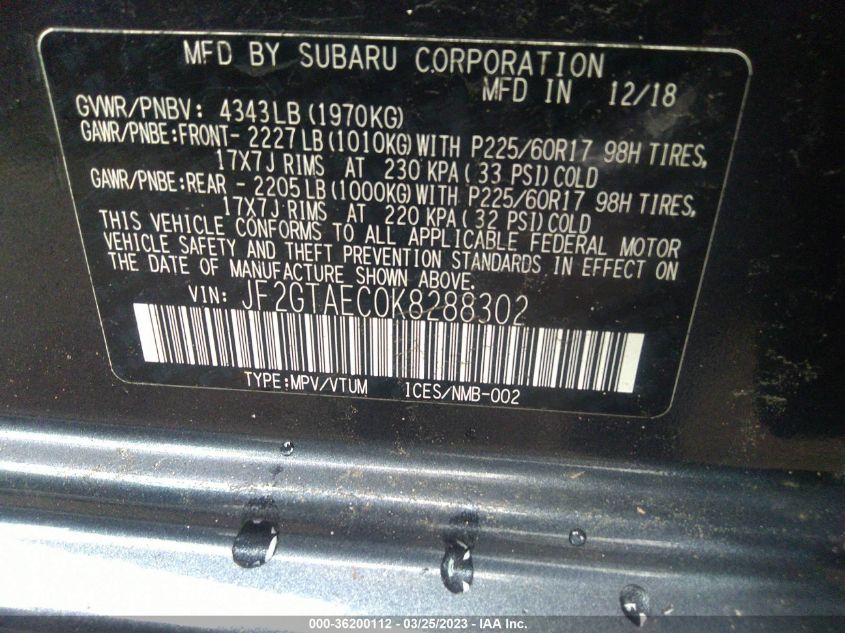 MFD BY SUBARU CORPORATION
MFD IN 12/18
GVWR/PNBV: 4343LB (1970KG)
GAWR/PNBE:FRONT- 2227LB(1010KG)WITH P225/60R17 98H TIRES,
17X7J RIMS AT 230 KPA( 33 PSI)COLD
GAWR/PNBE:REAR - 2205LB(1000KG)WITH P225/60R17 98H TIRES,
17X7J RIMS AT 220 KPA( 32 PSI)COLD
THIS VEHICLE CONFORMS TO ALL APPLICABLE FEDERAL MOTOR
VEHICLE SAFETY AND THEFT PREVENTION STANDARDS IN EFFECT ON
THE DATE OF MANUFACTURE SHOWN ABOVE.
VIN: JF2GTAEC0K8288302
TYPE:MPV/VTUM ICES/NMB-002
000-36200112 - 03/25/2023 - IAA Inc.